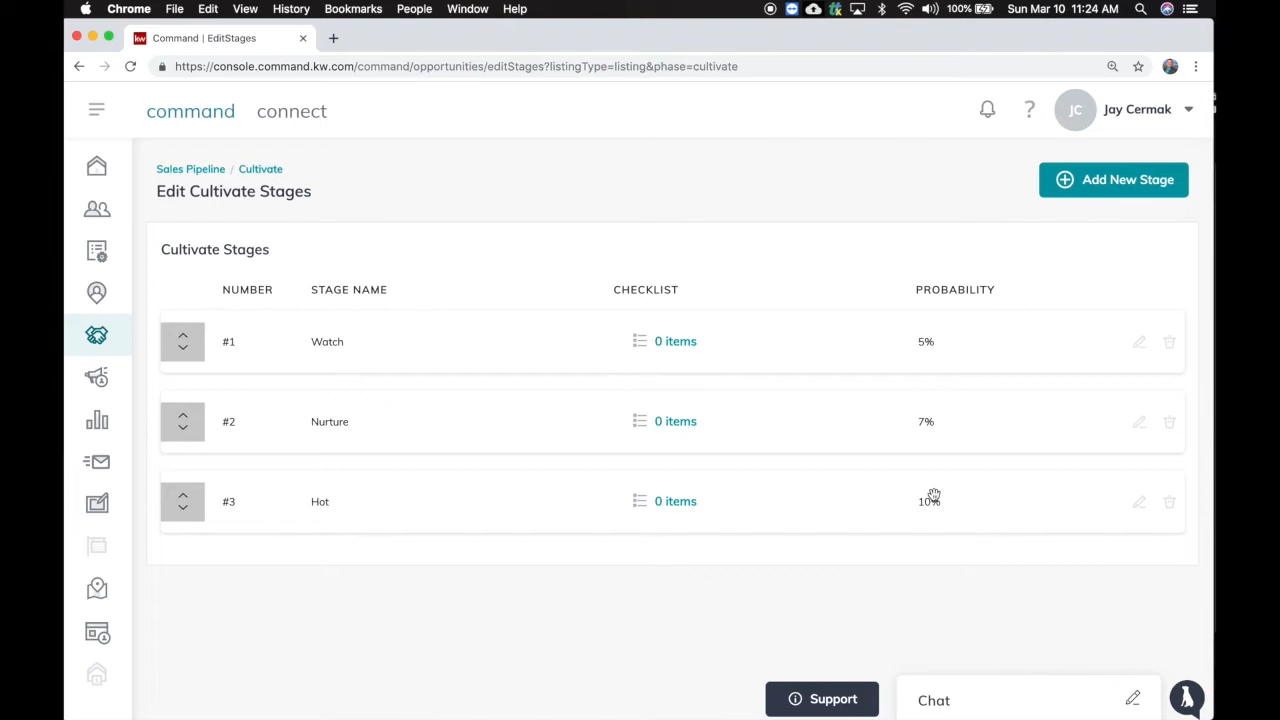 Chrome File Edit View History Bookmarks People Window Help 100% Sun Mar 10 11:24 AM
kw Command | EditStages
https://console.command.kw.com/command/opportunities/editStages?listingType=listing&phase=cultivate
command connect ? JC Jay Cermak
Sales Pipeline / Cultivate
Edit Cultivate Stages
Add New Stage
Cultivate Stages
NUMBER STAGE NAME CHECKLIST PROBABILITY
#1 Watch 0 items 5%
#2 Nurture 0 items 7%
#3 Hot 0 items 10%
Support
Chat